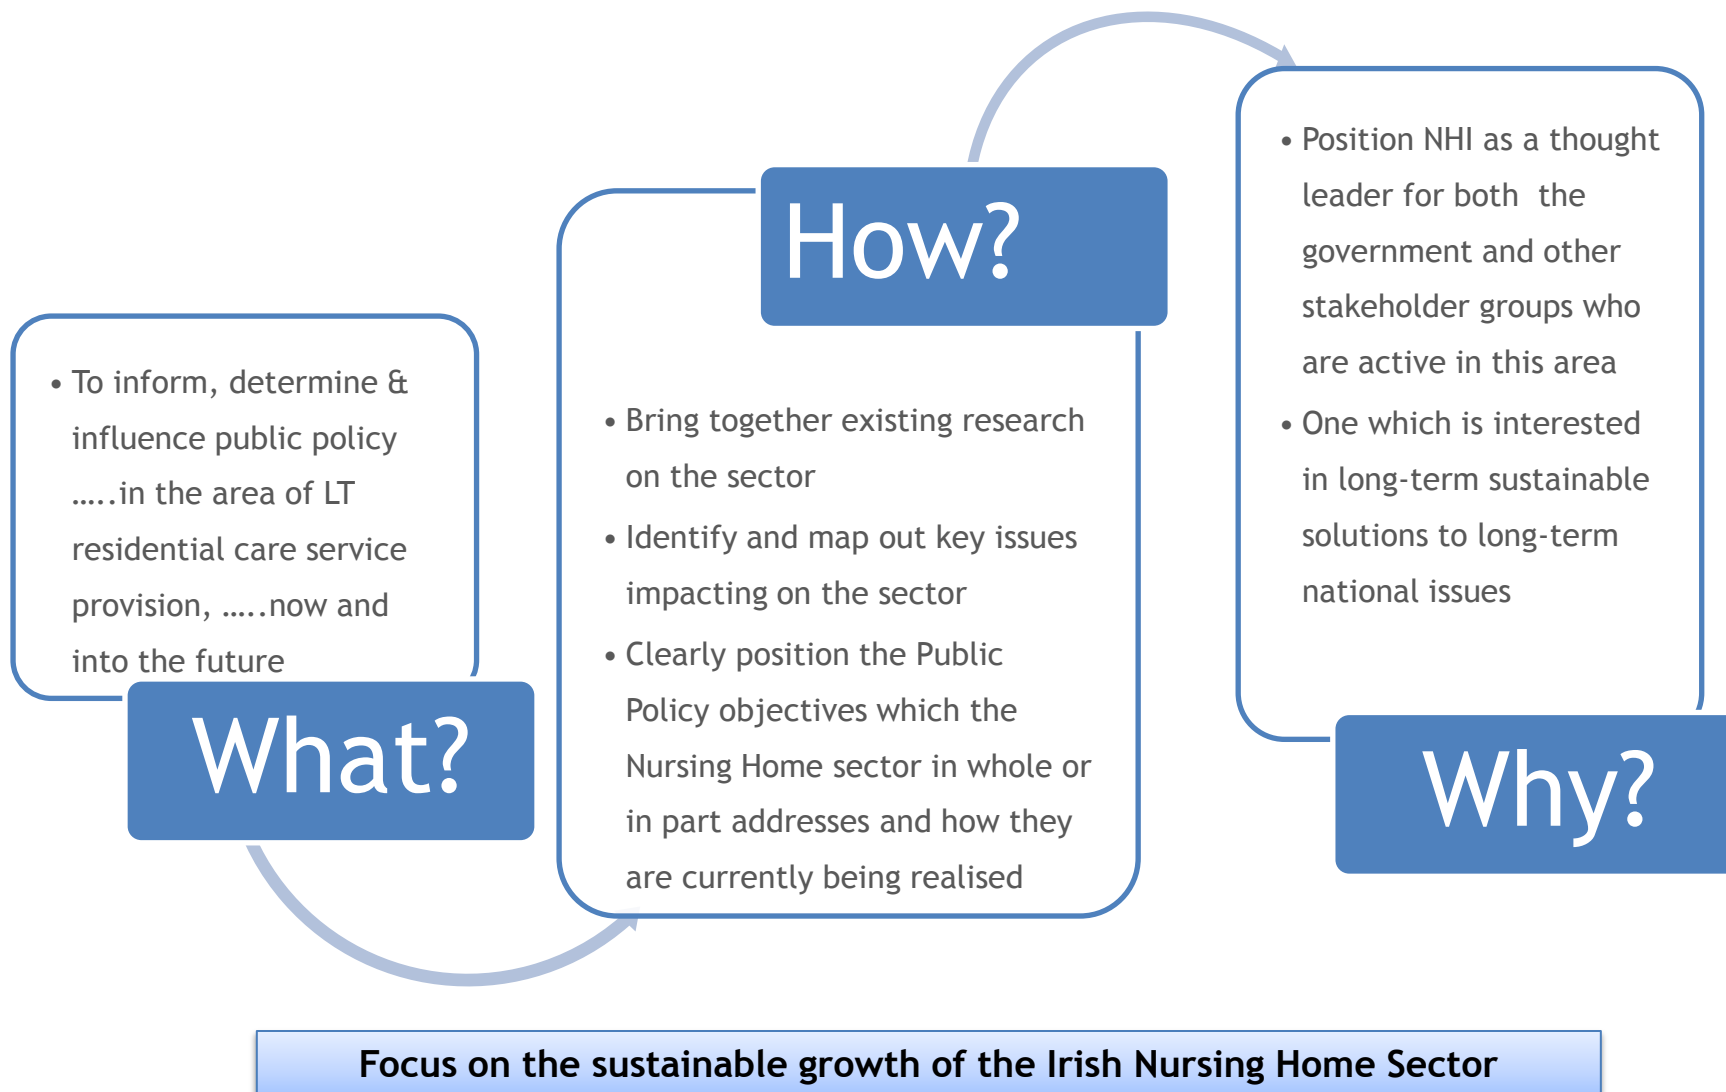 • To inform, determine &
influence public policy
…..in the area of LT
residential care service
provision, …..now and
into the future
What?
How?
• Bring together existing research
on the sector
• Identify and map out key issues
impacting on the sector
• Clearly position the Public
Policy objectives which the
Nursing Home sector in whole or
in part addresses and how they
are currently being realised
• Position NHI as a thought
leader for both  the
government and other
stakeholder groups who
are active in this area
• One which is interested
in long-term sustainable
solutions to long-term
national issues
Why?
Focus on the sustainable growth of the Irish Nursing Home Sector